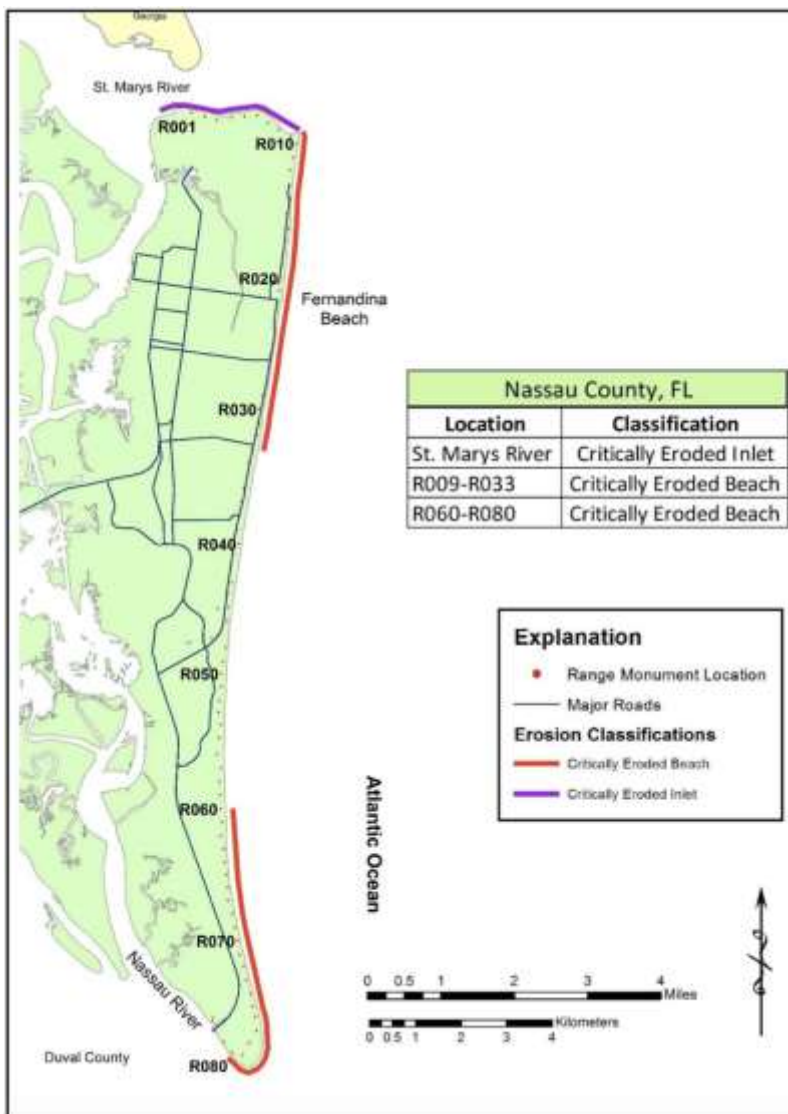 Georgia
St. Marys River
R001
R010
R020
Fernandina
Beach
R030
Nassau County, FL
Location Classification
St. Marys River Critically Eroded Inlet
R009-R033 Critically Eroded Beach
R060-R080 Critically Eroded Beach
R040
R050
Explanation
Range Monument Location
Major Roads
Erosion Classifications
Critically Eroded Beach
Critically Eroded Inlet
R060
Atlantic Ocean
R070
Nassau River
0 0.5 1 2 3 4
Miles
Kilometers
0 0.5 1 2 3 4
Duval County
R080